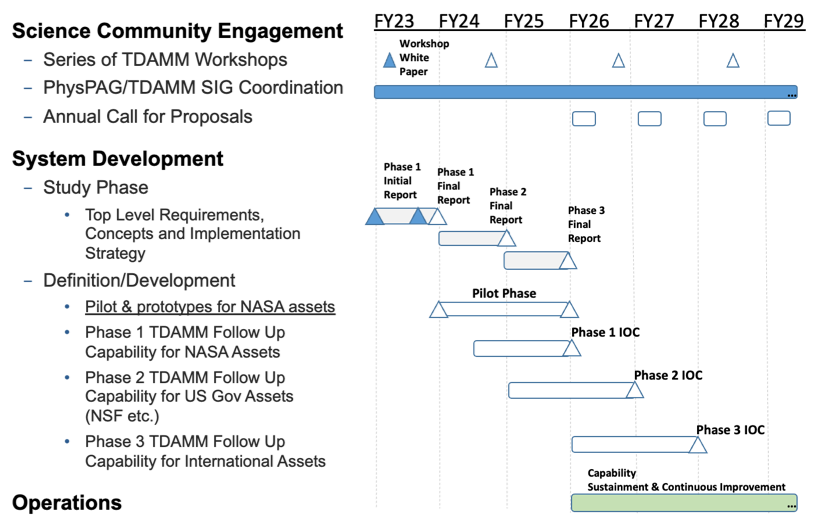 FY23 FY24 FY25 FY26 FY27 FY28 FY29
Science Community Engagement
– Series of TDAMM Workshops
Workshop
White
Paper
– PhysPAG/TDAMM SIG Coordination
...
– Annual Call for Proposals
System Development
– Study Phase
Phase 1
Initial
Report
Phase 1
Final
Report
Phase 2
Final
Report
Phase 3
Final
Report
• Top Level Requirements,
Concepts and Implementation
Strategy
– Definition/Development
• Pilot & prototypes for NASA assets
Pilot Phase
• Phase 1 TDAMM Follow Up
Capability for NASA Assets
Phase 1 IOC
• Phase 2 TDAMM Follow Up
Capability for US Gov Assets
(NSF etc.)
Phase 2 IOC
• Phase 3 TDAMM Follow Up
Capability for International Assets
Phase 3 IOC
Operations
Capability
Sustainment & Continuous Improvement
...